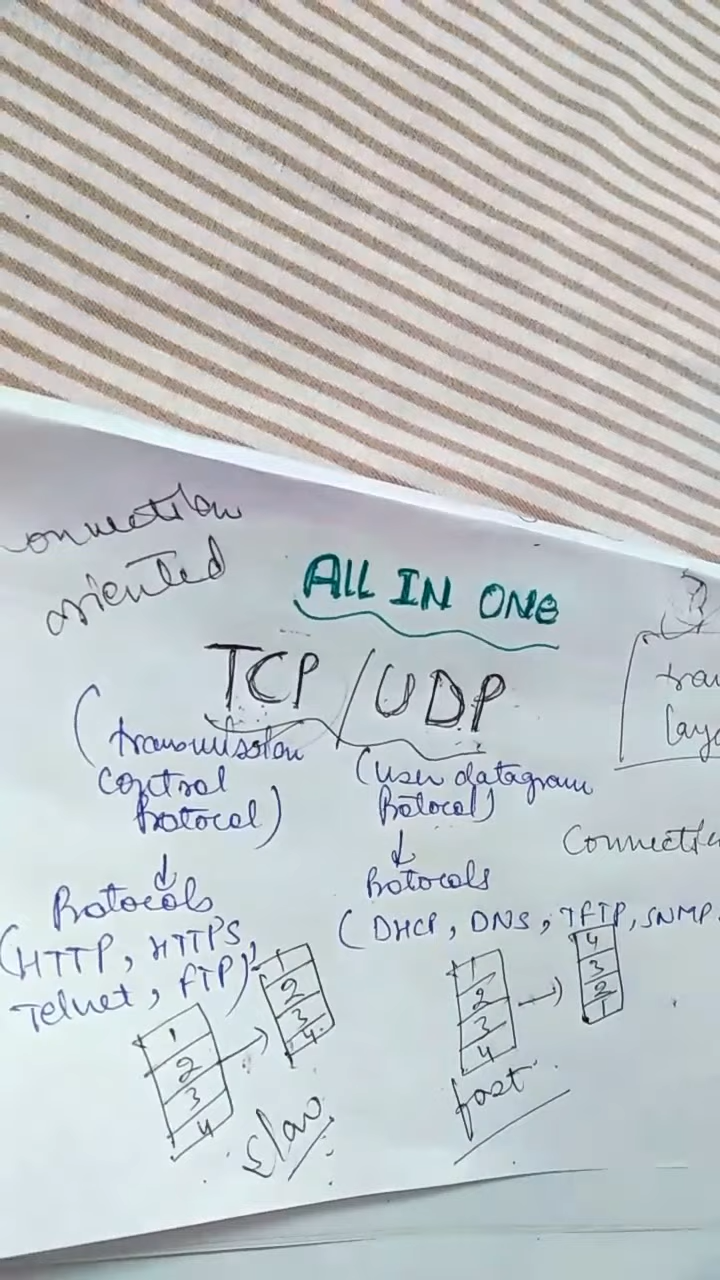 onnection
oriented
ALL IN ONE
TCP/UDP
(transmission
control
Protocol)
(user datagram
Protocol)
tran
laye
Connectio
↓
Protocols
(HTTP, HTTPS,
Telnet, FTP)
↓
Protocols
(DHCP, DNS, TFTP, SNMP.
1
2
3
4
→
1
2
3
4
slow
1
2
3
4
→
4
3
2
1
fast